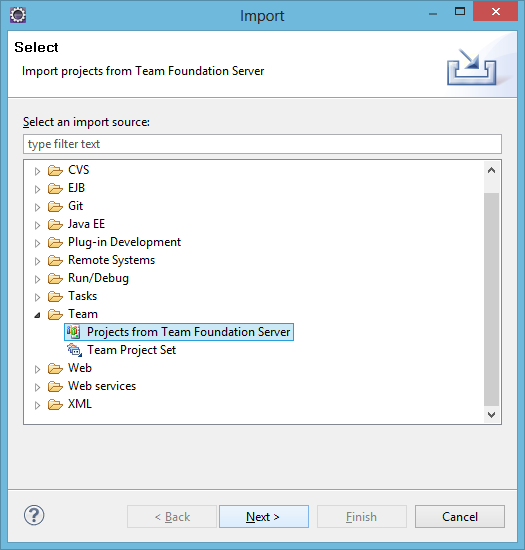 Import
Select
Import projects from Team Foundation Server
Select an import source:
type filter text
CVS
EJB
Git
Java EE
Plug-in Development
Remote Systems
Run/Debug
Tasks
Team
Projects from Team Foundation Server
Team Project Set
Web
Web services
XML
? < Back Next > Finish Cancel